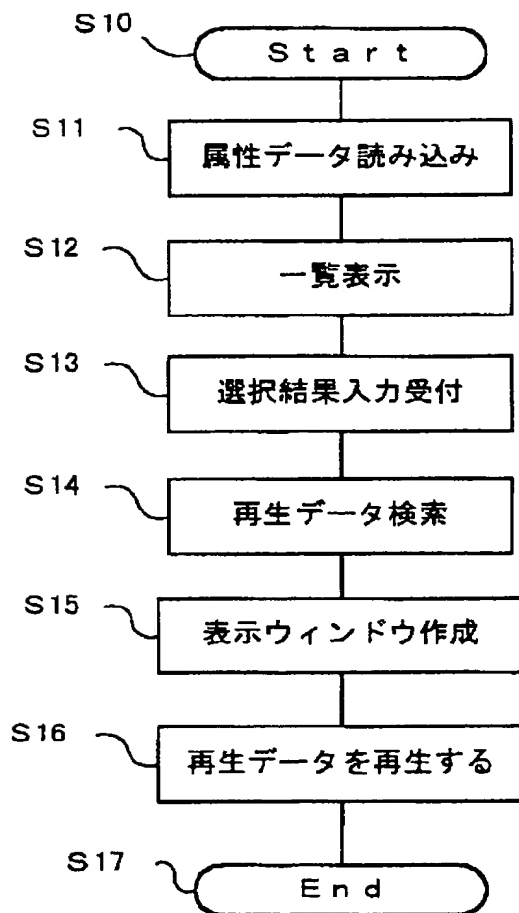 S10
Start
S11
属性データ読み込み
S12
一覧表示
S13
選択結果入力受付
S14
再生データ検索
S15
表示ウィンドウ作成
S16
再生データを再生する
S17
End